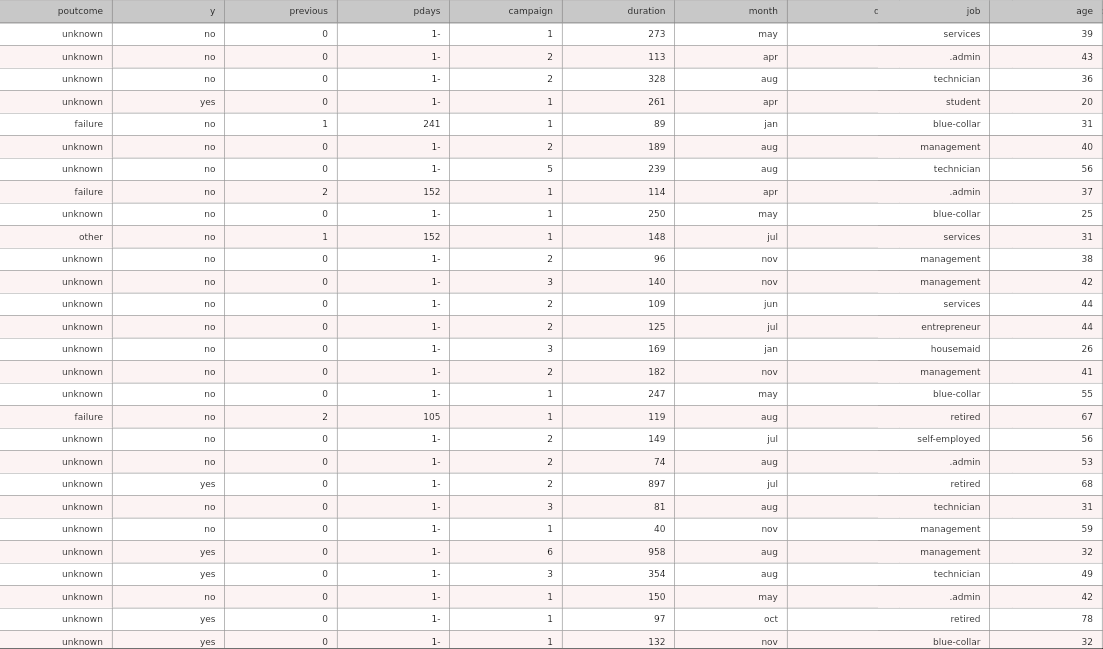 poutcome y previous pdays campaign duration month job age
unknown no 0 1- 1 273 may services 39
unknown no 0 1- 2 113 apr .admin 43
unknown no 0 1- 2 328 aug technician 36
unknown yes 0 1- 1 261 apr student 20
failure no 1 241 1 89 jan blue-collar 31
unknown no 0 1- 2 189 aug management 40
unknown no 0 1- 5 239 aug technician 56
failure no 2 152 1 114 apr .admin 37
unknown no 0 1- 1 250 may blue-collar 25
other no 1 152 1 148 jul services 31
unknown no 0 1- 2 96 nov management 38
unknown no 0 1- 3 140 nov management 42
unknown no 0 1- 2 109 jun services 44
unknown no 0 1- 2 125 jul entrepreneur 44
unknown no 0 1- 3 169 jan housemaid 26
unknown no 0 1- 2 182 nov management 41
unknown no 0 1- 1 247 may blue-collar 55
failure no 2 105 1 119 aug retired 67
unknown no 0 1- 2 149 jul self-employed 56
unknown no 0 1- 2 74 aug .admin 53
unknown yes 0 1- 2 897 jul retired 68
unknown no 0 1- 3 81 aug technician 31
unknown no 0 1- 1 40 nov management 59
unknown yes 0 1- 6 958 aug management 32
unknown yes 0 1- 3 354 aug technician 49
unknown no 0 1- 1 150 may .admin 42
unknown yes 0 1- 1 97 oct retired 78
unknown yes 0 1- 1 132 nov blue-collar 32